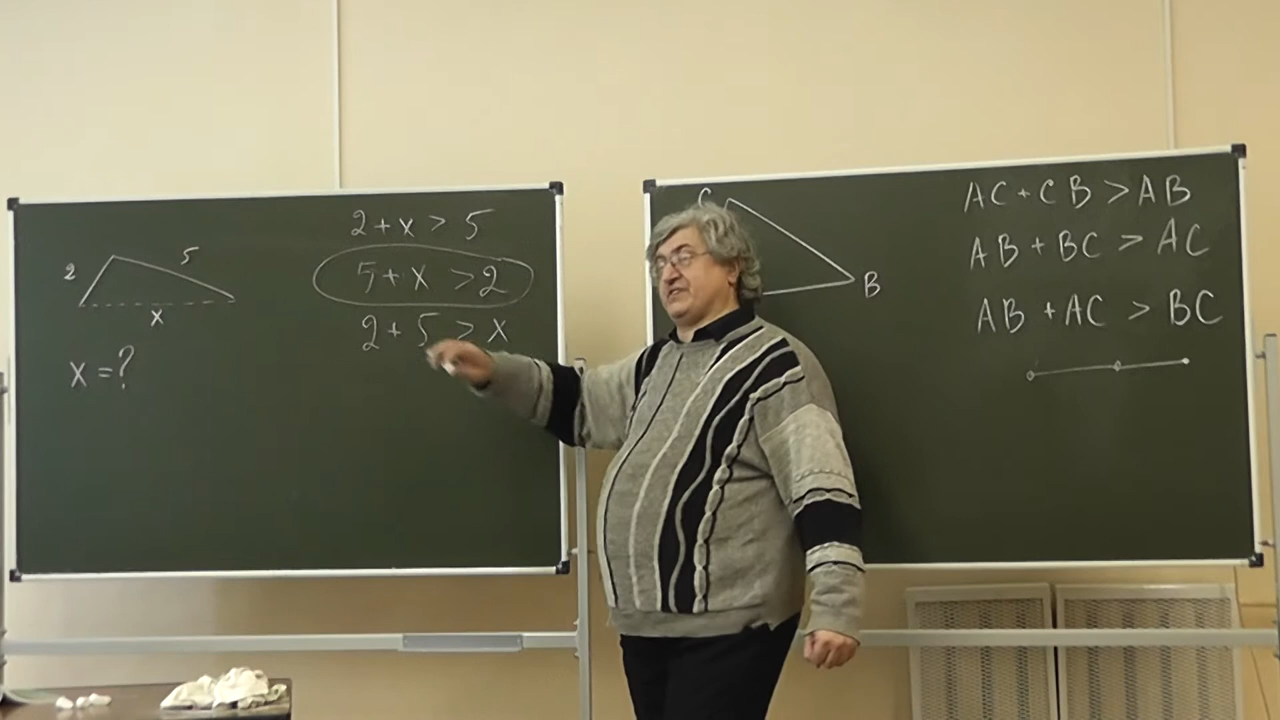 2 5
x
x = ?
2 + x > 5
5 + x > 2
2 + 5 > x
C
B
AC + CB > AB
AB + BC > AC
AB + AC > BC